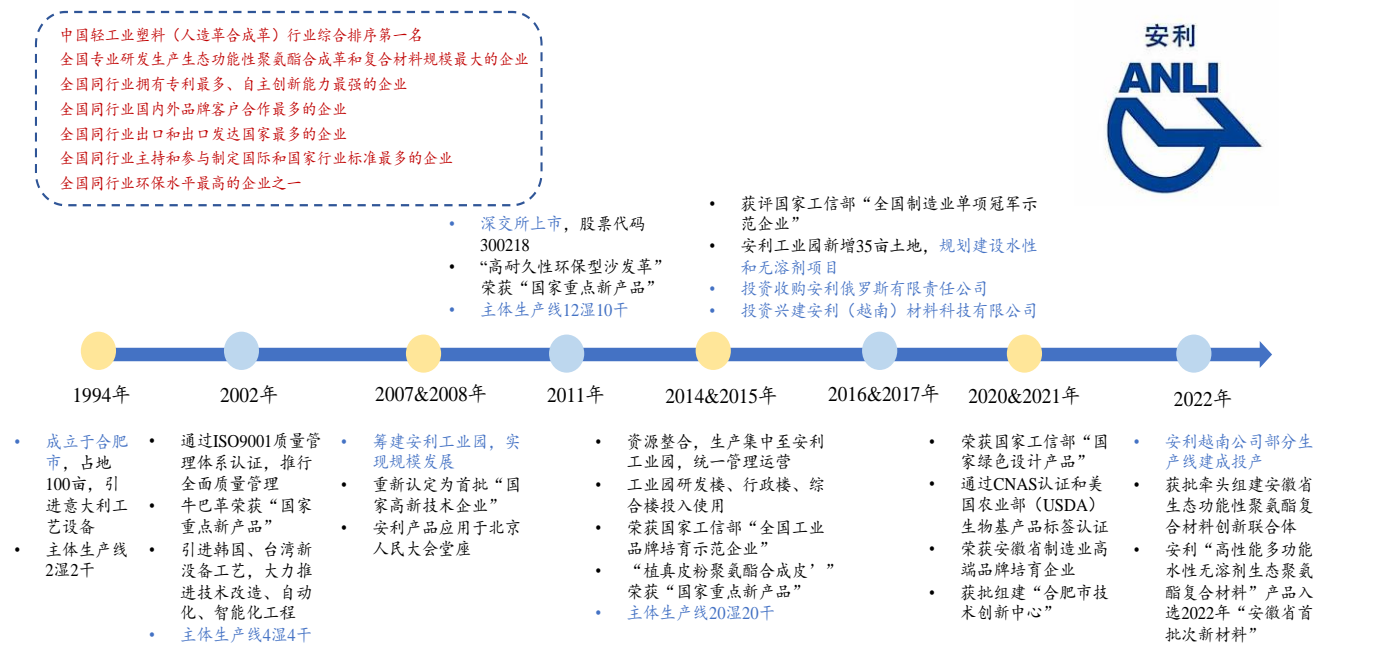 中国轻工业塑料（人造革合成革）行业综合排序第一名
全国专业研发生产生态功能性聚氨酯合成革和复合材料规模最大的企业
全国同行业拥有专利最多、自主创新能力最强的企业
全国同行业国内外品牌客户合作最多的企业
全国同行业出口和出口发达国家最多的企业
全国同行业主持和参与制定国际和国家行业标准最多的企业
全国同行业环保水平最高的企业之一
安利
ANLI
• 深交所上市，股票代码
300218
• “高耐久性环保型沙发革”
荣获“国家重点新产品”
• 主体生产线12湿10干
• 获评国家工信部“全国制造业单项冠军示
范企业”
• 安利工业园新增35亩土地，规划建设水性
和无溶剂项目
• 投资收购安利俄罗斯有限责任公司
• 投资兴建安利（越南）材料科技有限公司
1994年
2002年
2007&2008年
2011年
2014&2015年
2016&2017年
2020&2021年
2022年
• 成立于合肥
市，占地
100亩，引
进意大利工
艺设备
• 主体生产线
2湿2干
• 通过ISO9001质量管
理体系认证，推行
全面质量管理
• 牛巴革荣获“国家
重点新产品”
• 引进韩国、台湾新
设备工艺，大力推
进技术改造、自动
化、智能化工程
• 主体生产线4湿4干
• 筹建安利工业园，实
现规模发展
• 重新认定为首批“国
家高新技术企业”
• 安利产品应用于北京
人民大会堂座
• 资源整合，生产集中至安利
工业园，统一管理运营
• 工业园研发楼、行政楼、综
合楼投入使用
• 荣获国家工信部“全国工业
品牌培育示范企业”
• “植真皮粉聚氨酯合成皮’”
荣获“国家重点新产品”
• 主体生产线20湿20干
• 荣获国家工信部“国
家绿色设计产品”
• 通过CNAS认证和美
国农业部（USDA）
生物基产品标签认证
• 荣获安徽省制造业高
端品牌培育企业
• 获批组建“合肥市技
术创新中心”
• 安利越南公司部分生
产线建成投产
• 获批牵头组建安徽省
生态功能性聚氨酯复
合材料创新联合体
• 安利“高性能多功能
水性无溶剂生态聚氨
酯复合材料”产品入
选2022年“安徽省首
批次新材料”